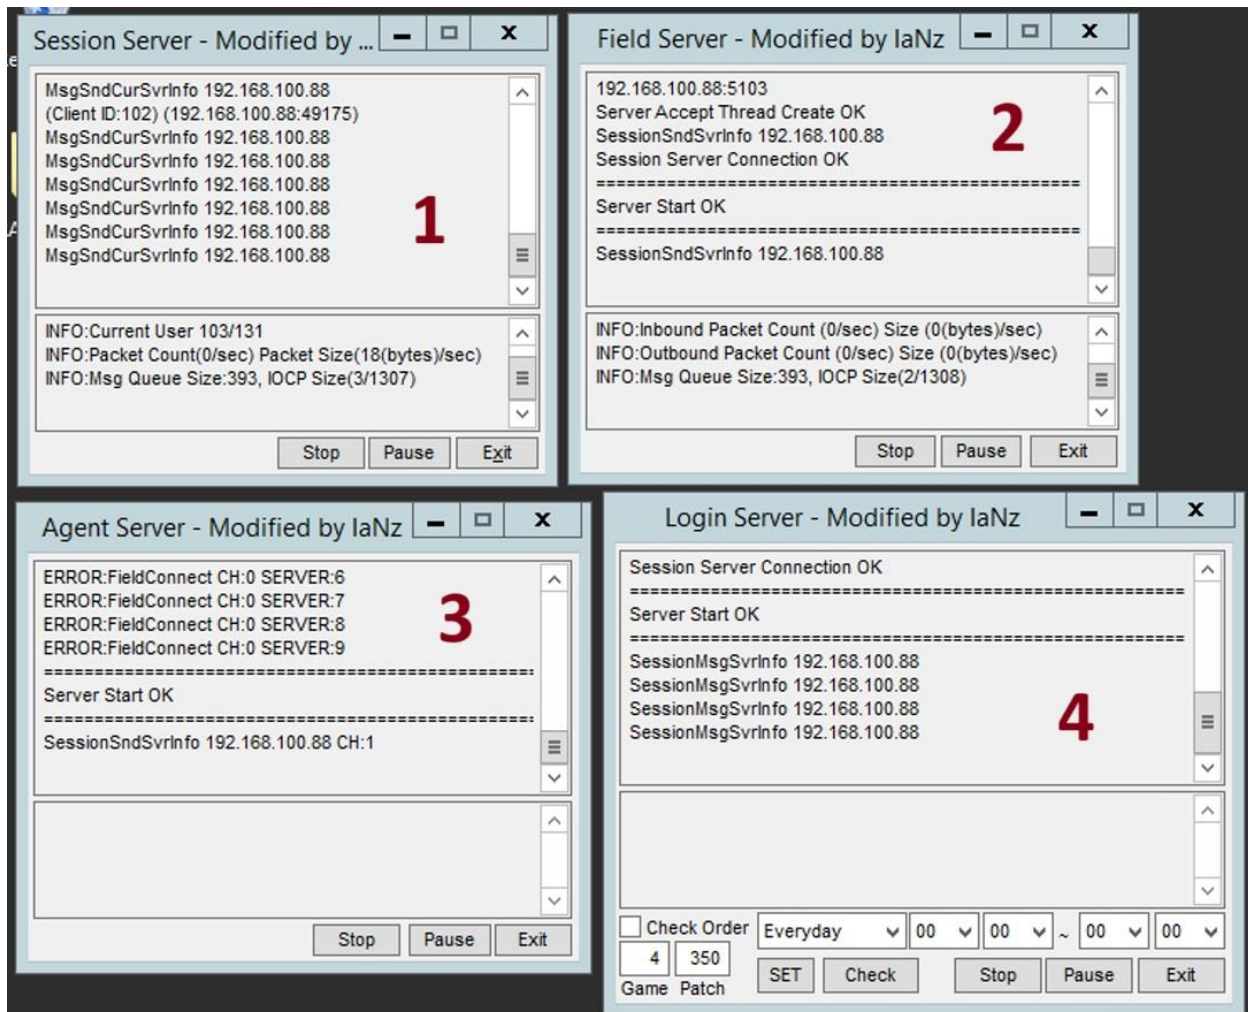 Session Server - Modified by ...
MsgSndCurSvrInfo 192.168.100.88
(Client ID:102) (192.168.100.88:49175)
MsgSndCurSvrInfo 192.168.100.88
MsgSndCurSvrInfo 192.168.100.88
MsgSndCurSvrInfo 192.168.100.88
MsgSndCurSvrInfo 192.168.100.88
MsgSndCurSvrInfo 192.168.100.88
MsgSndCurSvrInfo 192.168.100.88
1
INFO:Current User 103/131
INFO:Packet Count(0/sec) Packet Size(18(bytes)/sec)
INFO:Msg Queue Size:393, IOCP Size(3/1307)
Stop Pause Exit
Field Server - Modified by laNz
192.168.100.88:5103
Server Accept Thread Create OK
SessionSndSvrInfo 192.168.100.88
Session Server Connection OK
================================================
Server Start OK
================================================
SessionSndSvrInfo 192.168.100.88
2
INFO:Inbound Packet Count (0/sec) Size (0(bytes)/sec)
INFO:Outbound Packet Count (0/sec) Size (0(bytes)/sec)
INFO:Msg Queue Size:393, IOCP Size(2/1308)
Stop Pause Exit
Agent Server - Modified by laNz
ERROR:FieldConnect CH:0 SERVER:6
ERROR:FieldConnect CH:0 SERVER:7
ERROR:FieldConnect CH:0 SERVER:8
ERROR:FieldConnect CH:0 SERVER:9
================================================
Server Start OK
================================================
SessionSndSvrInfo 192.168.100.88 CH:1
3
Stop Pause Exit
Login Server - Modified by laNz
Session Server Connection OK
=======================================================
Server Start OK
=======================================================
SessionMsgSvrInfo 192.168.100.88
SessionMsgSvrInfo 192.168.100.88
SessionMsgSvrInfo 192.168.100.88
SessionMsgSvrInfo 192.168.100.88
4
Check Order Everyday 00 00 ~ 00 00
4 350
Game Patch SET Check Stop Pause Exit